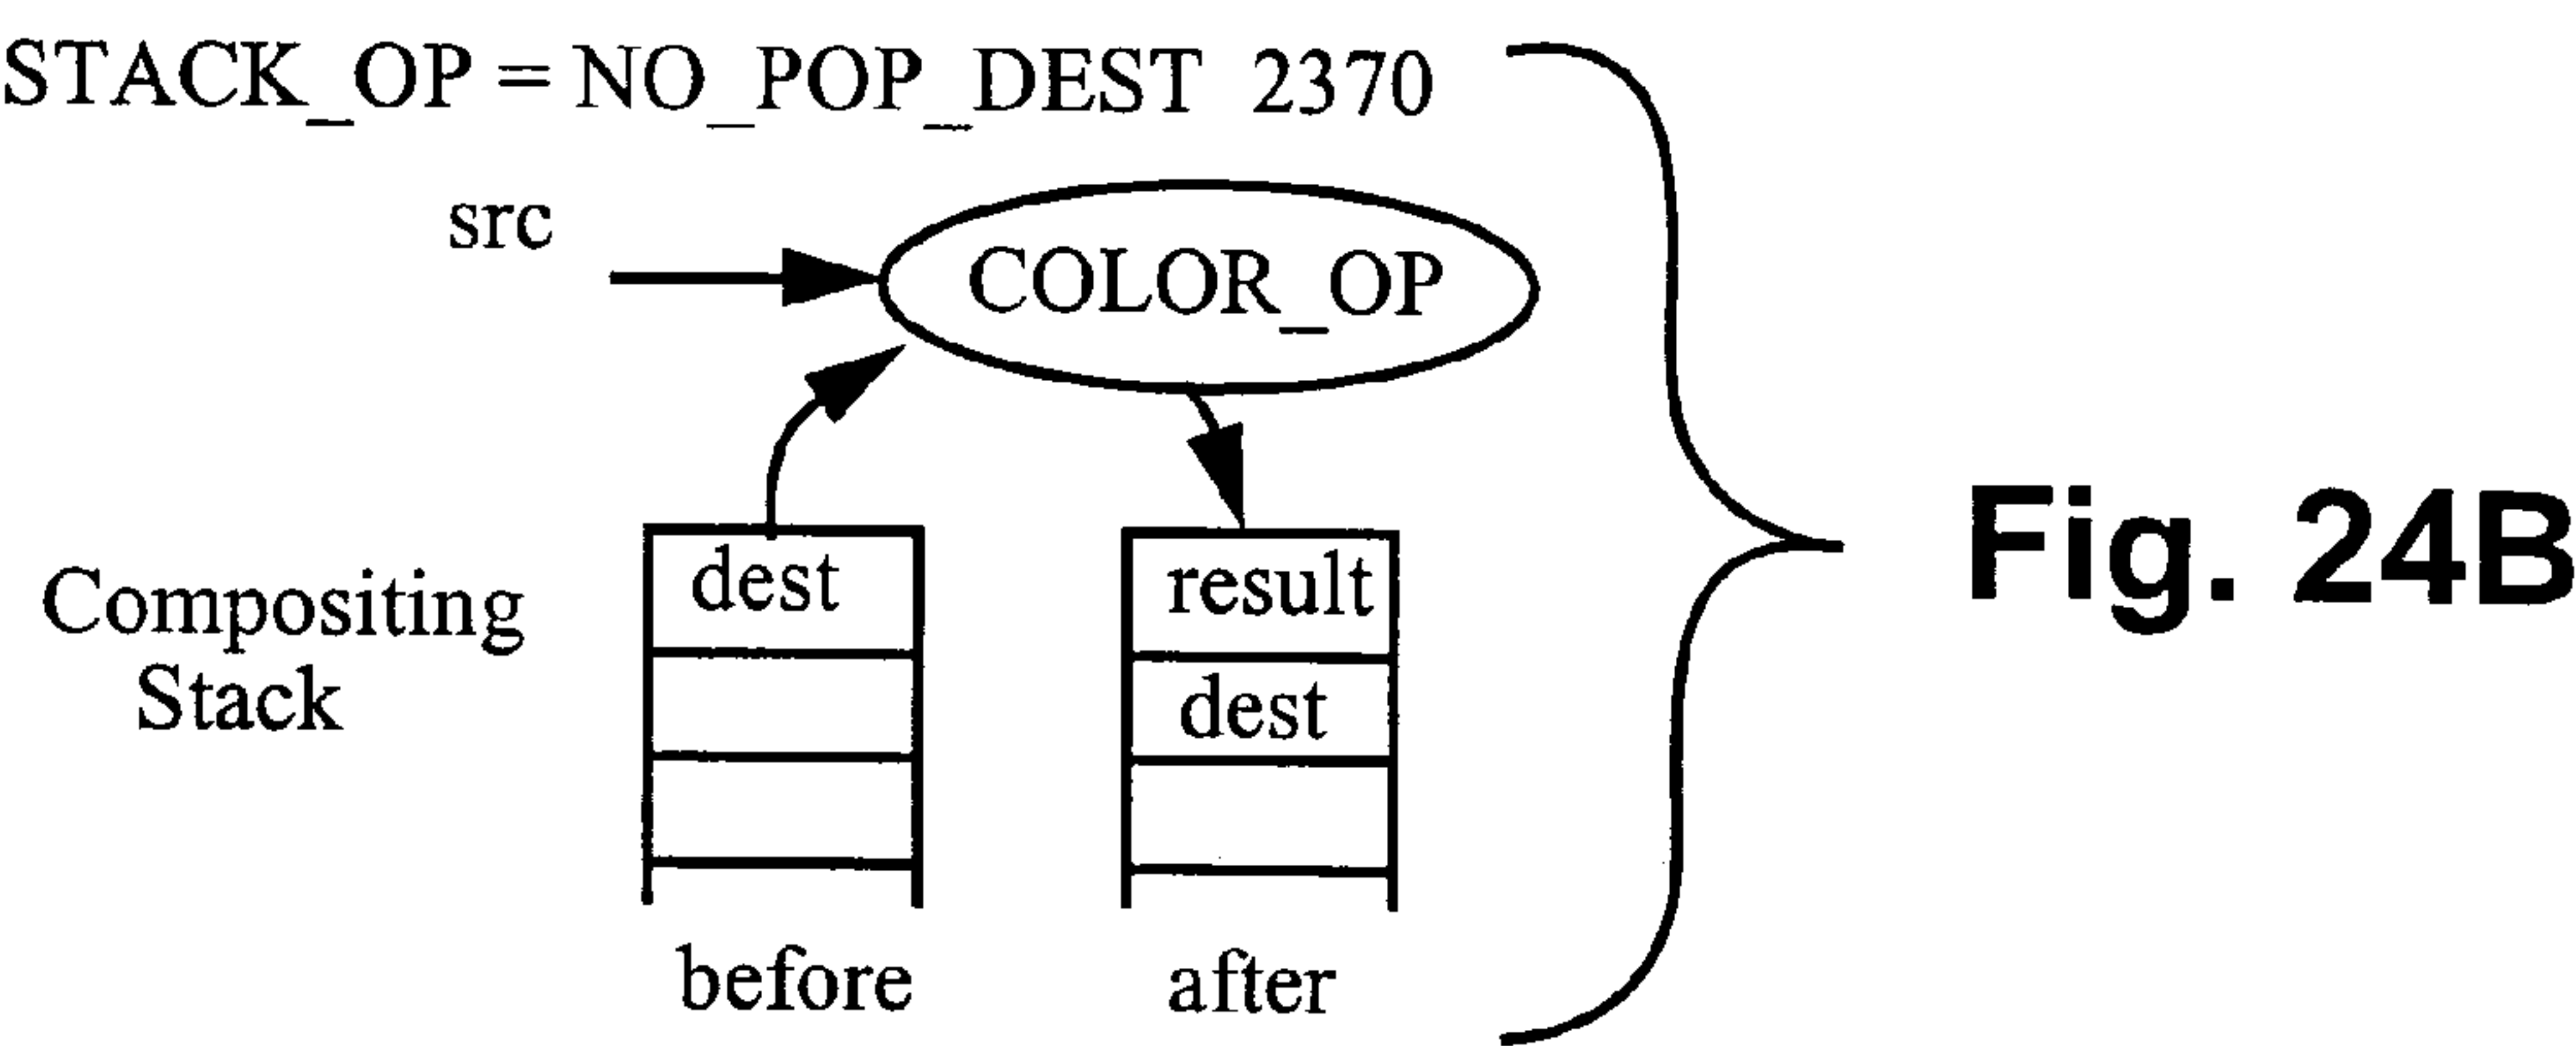 STACK_OP = NO_POP_DEST 2370
src
COLOR_OP
dest
result
Compositing
Stack
dest
before
after
Fig. 24B